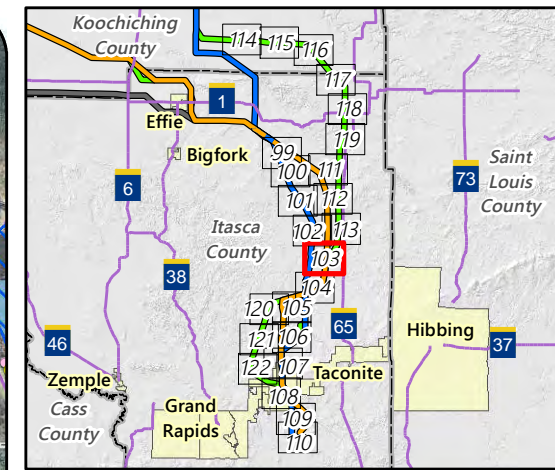 Koochiching
County
114
115
116
117
1
118
Effie
119
99
Bigfork
100
111
Saint
Louis
County
73
6
101
112
Itasca
County
102
113
103
38
104
120
105
65
Hibbing
46
121
106
37
Zemple
122
107
Taconite
Cass
County
Grand
Rapids
108
109
110